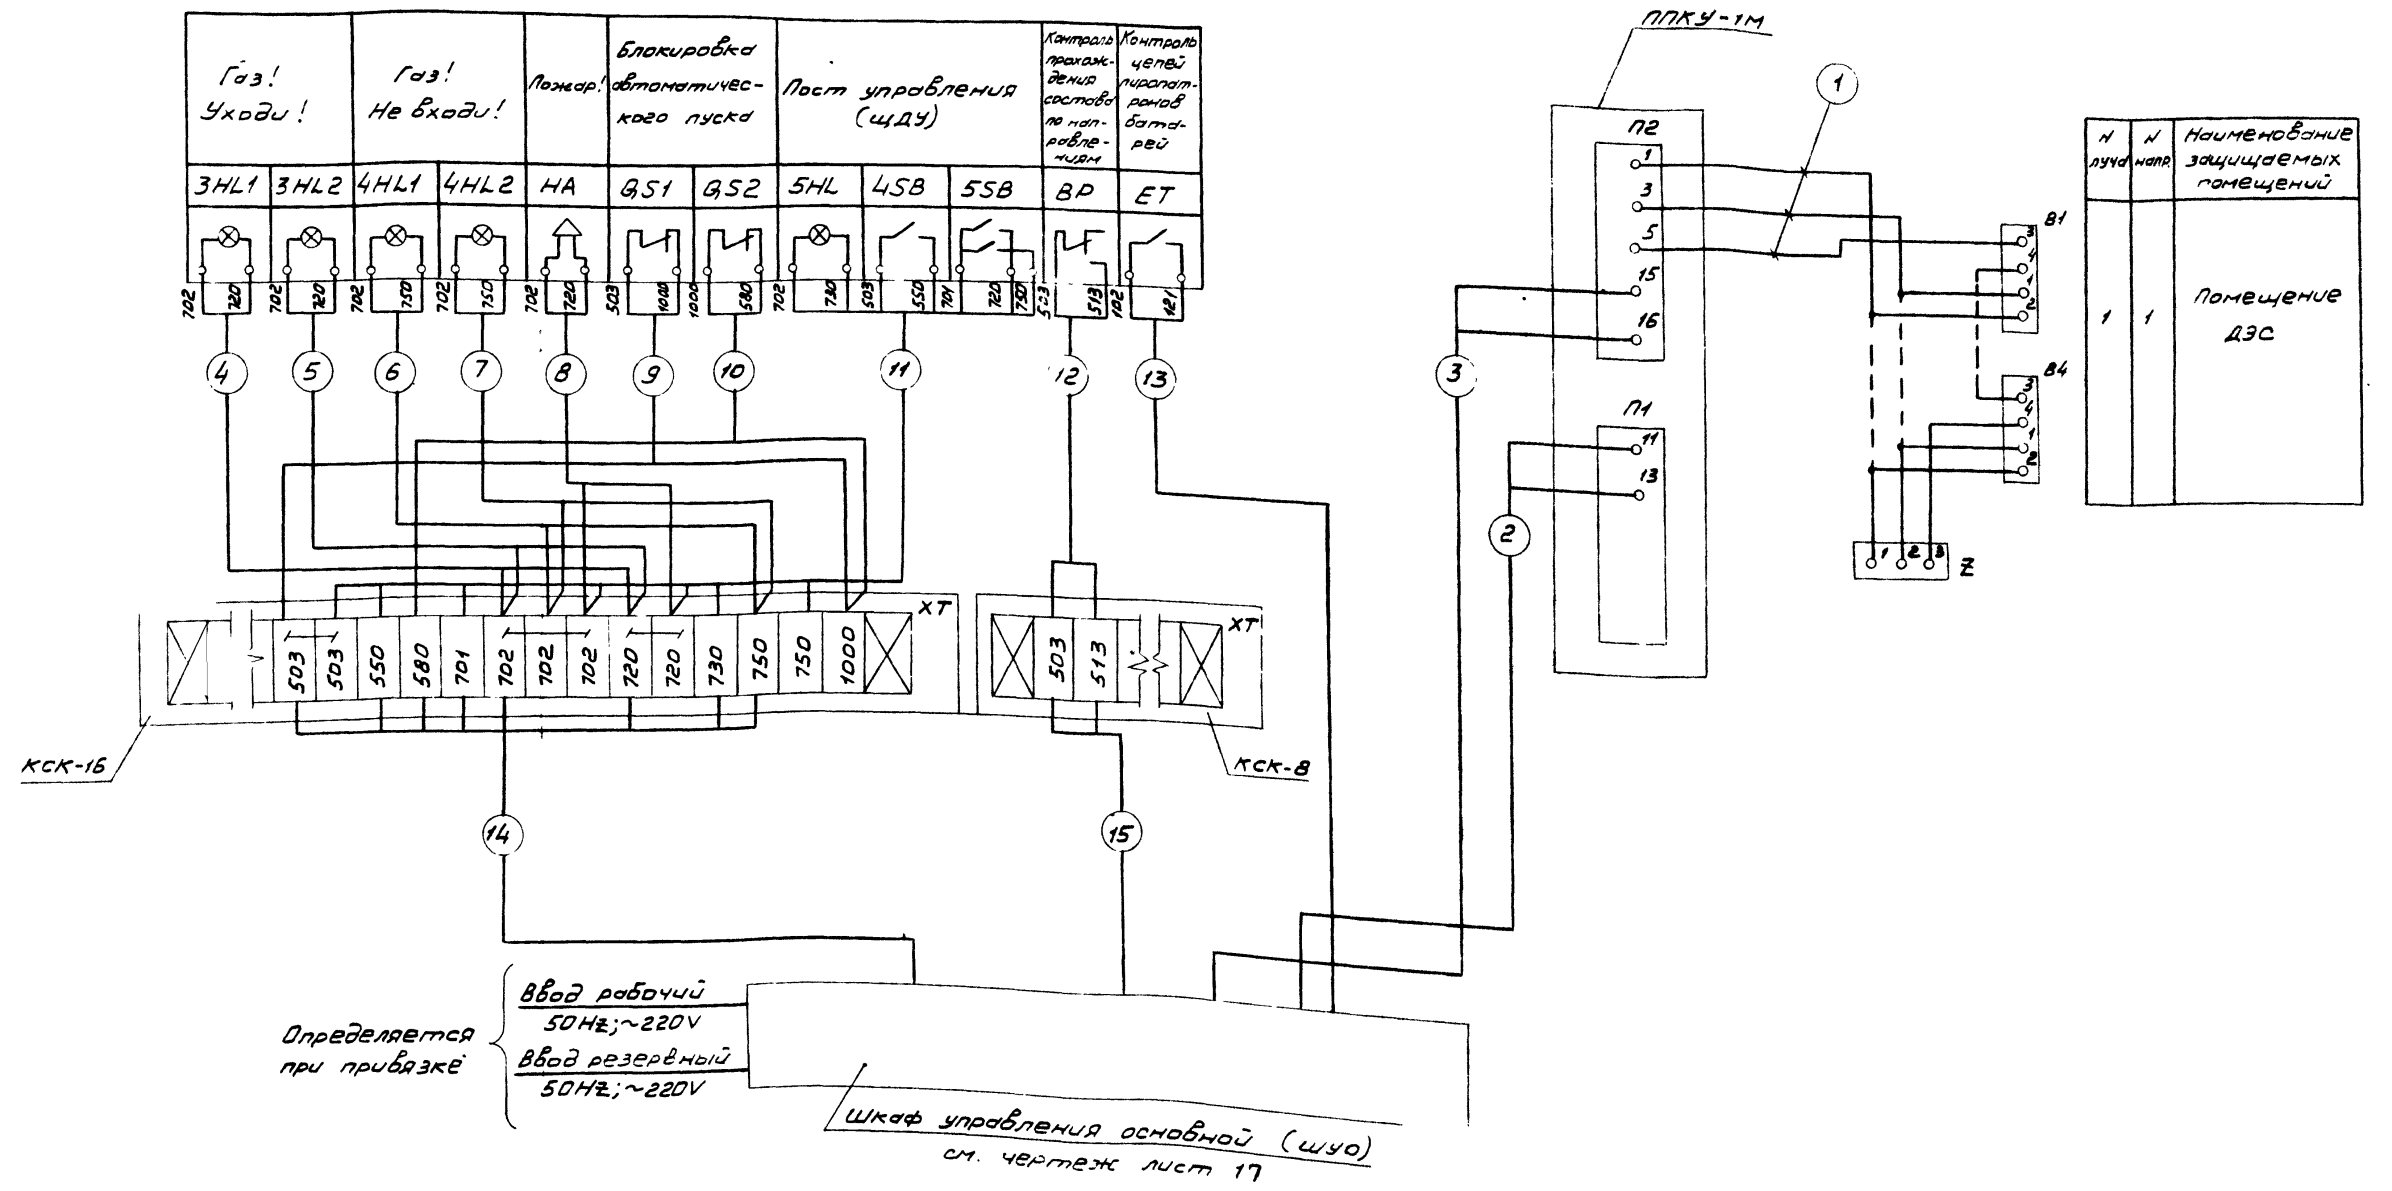 Газ!
Уходи!
Газ!
Не входи!
Пожар!
Блокировка
автоматичес-
кого пуска
Пост управления
(ЩДУ)
Контроль
прохож-
дения
состава
по нап-
равле-
ниям
Контроль
цепей
пиропат-
ронов
бата-
рей
3HL1 3HL2 4HL1 4HL2 HA QS1 QS2 5HL 4SB 5SB BP ET
702 720 702 720 702 750 702 750 702 720 503 1000 1000 580 702 730 503 550 701 720 750 503 513 102 121
4 5 6 7 8 9 10 11 12 13
XT
503 503 550 580 701 702 702 702 720 720 730 750 750 1000
КСК-16
XT
503 513
КСК-8
14 15
3
2
ППКУ-1М
П2
1
3
5
15
16
П1
11
13
1
B1
3
4
1
2
B4
3
4
1
2
1 2 3 Z
N луча
N напр.
Наименование
защищаемых
помещений
1 1 Помещение
ДЭС
Определяется
при привязке
Ввод рабочий
50Hz; ~220V
Ввод резервный
50Hz; ~220V
Шкаф управления основной (ШУО)
см. чертеж лист 17